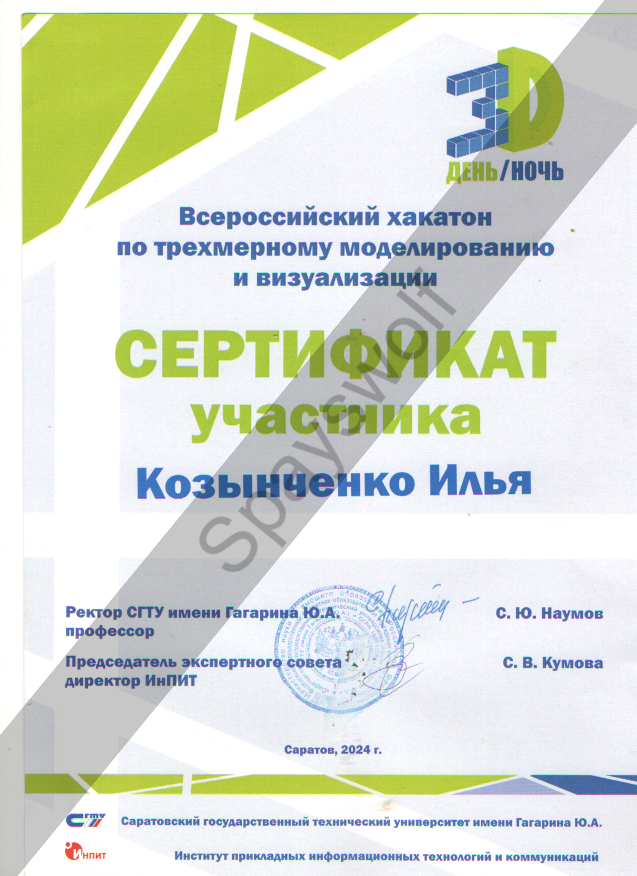 3D
ДЕНЬ/НОЧЬ
Всероссийский хакатон
по трехмерному моделированию
и визуализации
СЕРТИФИКАТ
участника
Козынченко Илья
Spayswolf
Ректор СГТУ имени Гагарина Ю.А.
профессор
С. Ю. Наумов
Председатель экспертного совета
директор ИнПИТ
С. В. Кумова
Саратов, 2024 г.
СГТУ
Саратовский государственный технический университет имени Гагарина Ю.А.
ИНПИТ
Институт прикладных информационных технологий и коммуникаций